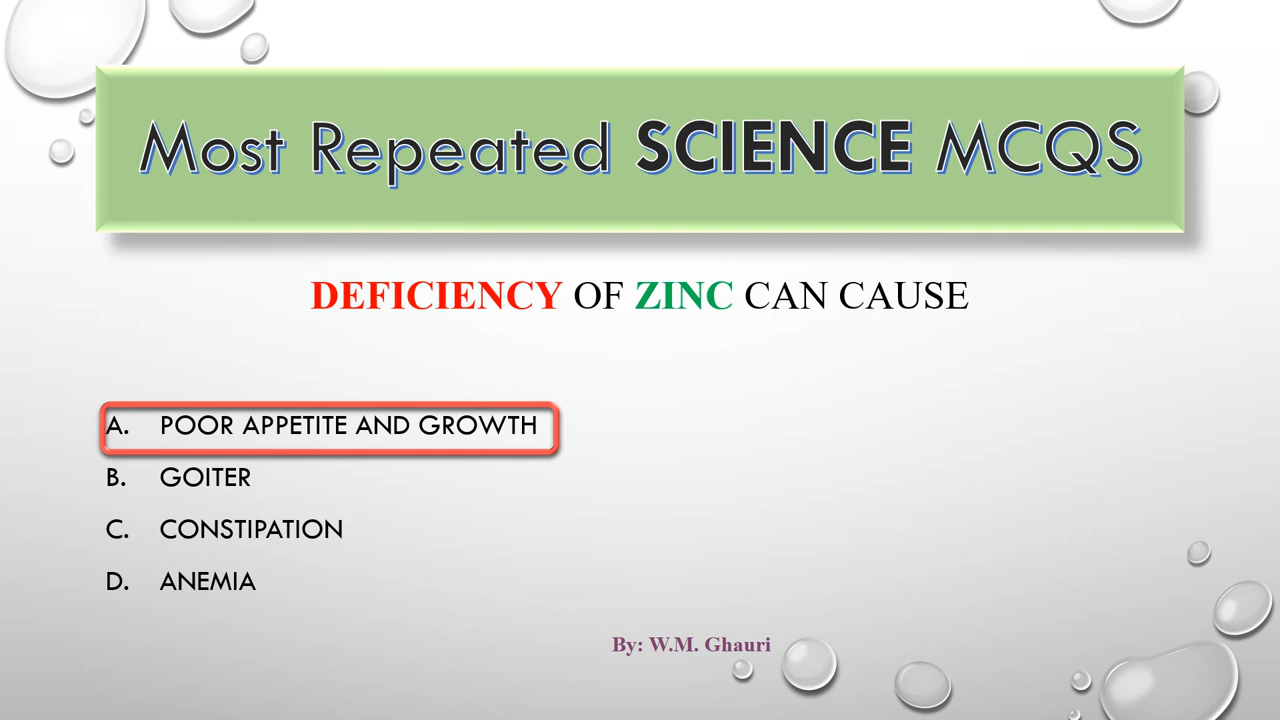 Most Repeated SCIENCE MCQS
DEFICIENCY OF ZINC CAN CAUSE
A. POOR APPETITE AND GROWTH
B. GOITER
C. CONSTIPATION
D. ANEMIA
By: W.M. Ghauri